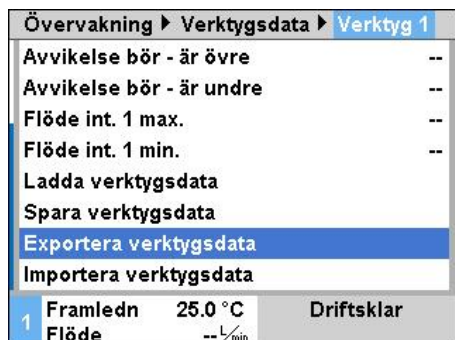 Övervakning ▶ Verktygsdata ▶ Verktyg 1
Avvikelse bör - är övre --
Avvikelse bör - är undre --
Flöde int. 1 max. --
Flöde int. 1 min. --
Ladda verktygsdata
Spara verktygsdata
Exportera verktygsdata
Importera verktygsdata
1 Framledn 25.0 °C Driftsklar
Flöde -- L/min